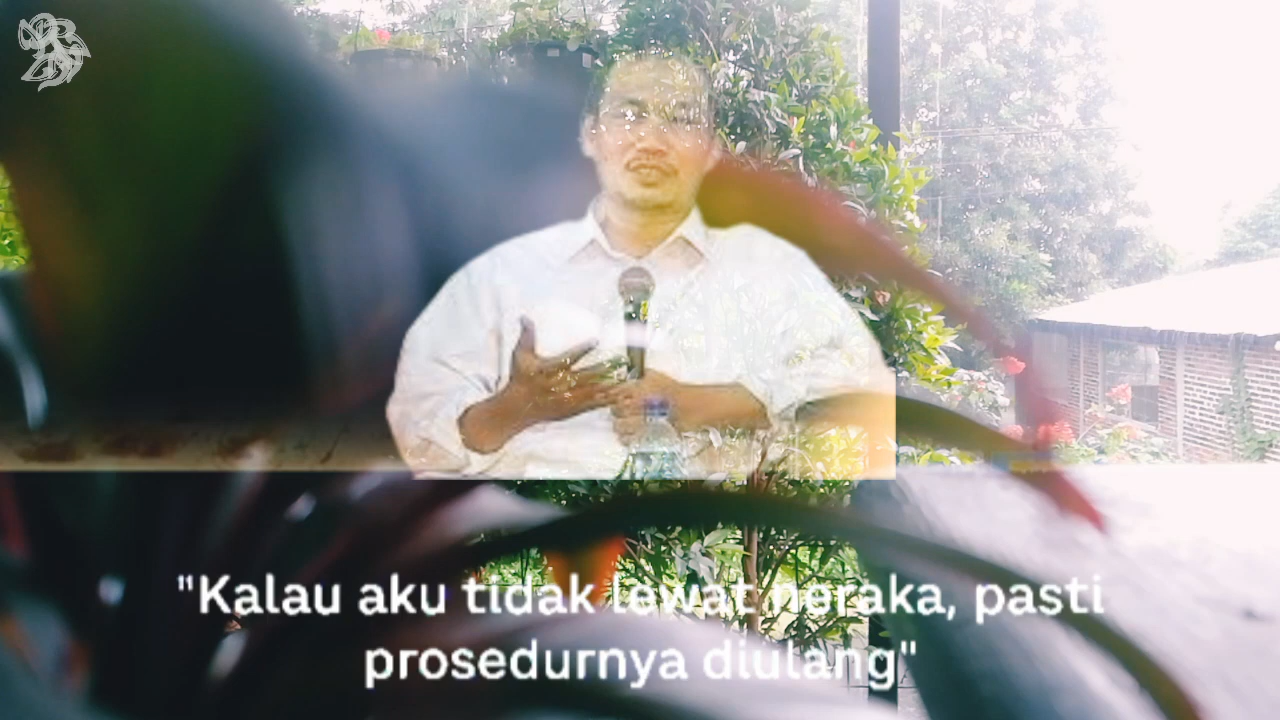 "Kalau aku tidak lewat neraka, pasti
prosedurnya diulang"